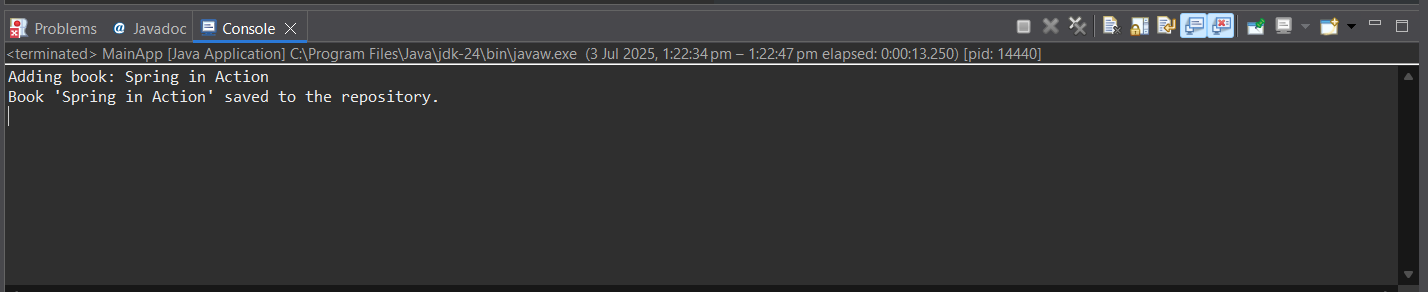 Problems Javadoc Console
<terminated> MainApp [Java Application] C:\Program Files\Java\jdk-24\bin\javaw.exe (3 Jul 2025, 1:22:34 pm – 1:22:47 pm elapsed: 0:00:13.250) [pid: 14440]
Adding book: Spring in Action
Book 'Spring in Action' saved to the repository.